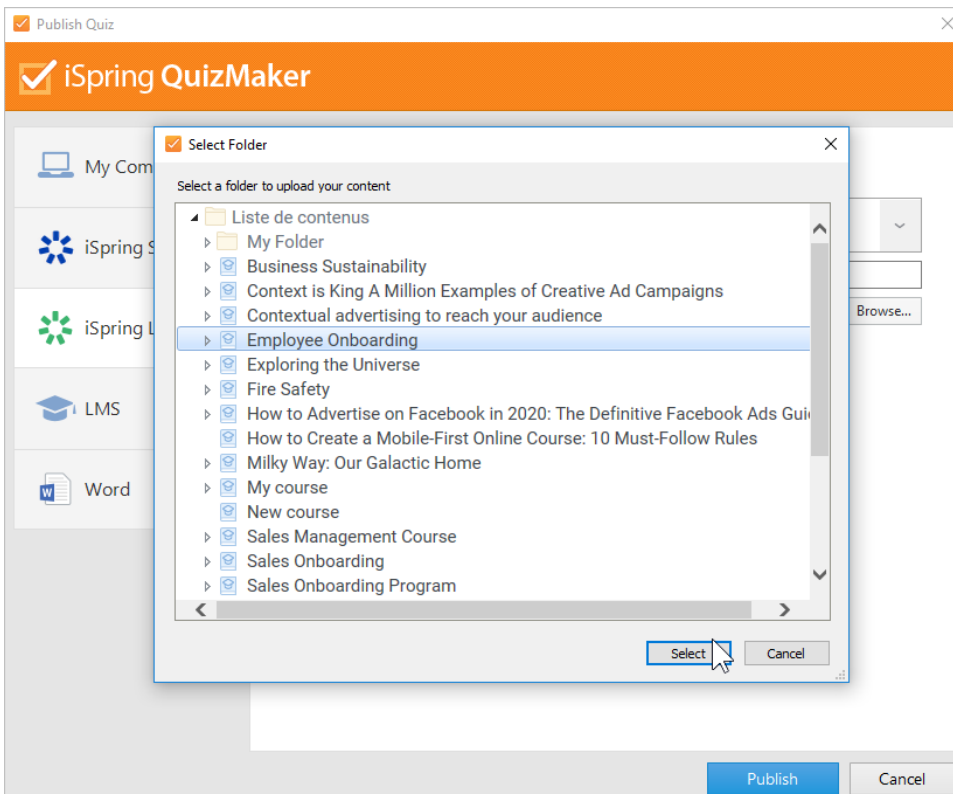 Publish Quiz
iSpring QuizMaker
My Com
iSpring S
iSpring L
LMS
Word
Select Folder
Select a folder to upload your content
Liste de contenus
My Folder
Business Sustainability
Context is King A Million Examples of Creative Ad Campaigns
Contextual advertising to reach your audience
Employee Onboarding
Exploring the Universe
Fire Safety
How to Advertise on Facebook in 2020: The Definitive Facebook Ads Gui
How to Create a Mobile-First Online Course: 10 Must-Follow Rules
Milky Way: Our Galactic Home
My course
New course
Sales Management Course
Sales Onboarding
Sales Onboarding Program
Select
Cancel
Browse...
Publish
Cancel